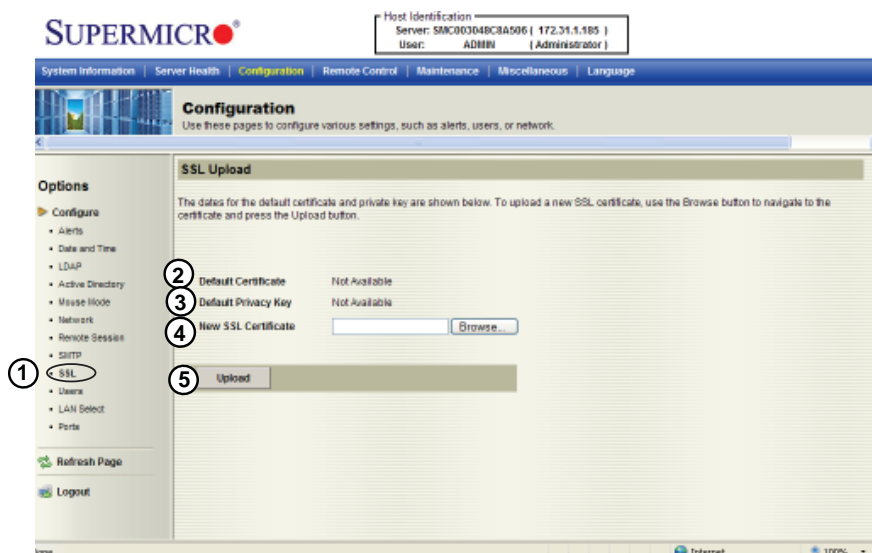 SUPERMICRO
Host Identification
Server: SMC003048C8A506 ( 172.31.1.185 )
User: ADMIN ( Administrator )
System Information | Server Health | Configuration | Remote Control | Maintenance | Miscellaneous | Language
Configuration
Use these pages to configure various settings, such as alerts, users, or network.
Options
Configure
Alerts
Date and Time
LDAP
Active Directory
Mouse Mode
Network
Remote Session
SMTP
1 SSL
Users
LAN Select
Ports
Refresh Page
Logout
SSL Upload
The dates for the default certificate and private key are shown below. To upload a new SSL certificate, use the Browse button to navigate to the
certificate and press the Upload button.
2 Default Certificate Not Available
3 Default Privacy Key Not Available
4 New SSL Certificate Browse...
5 Upload
Internet 100%